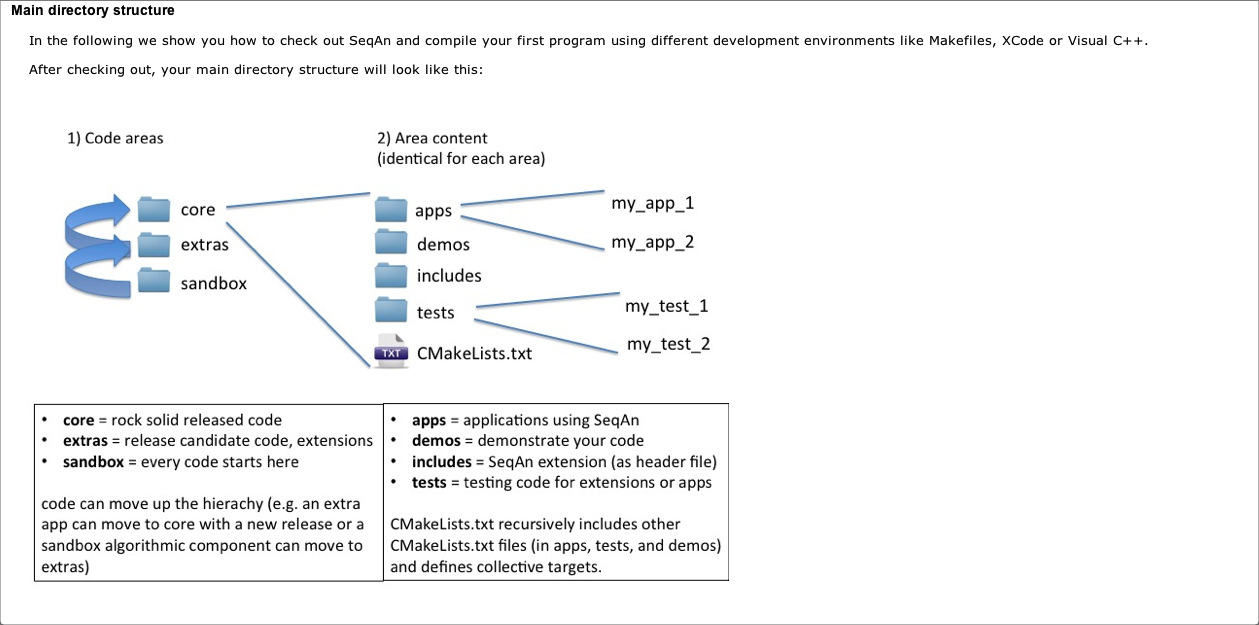 Main directory structure
In the following we show you how to check out SeqAn and compile your first program using different development environments like Makefiles, XCode or Visual C++.
After checking out, your main directory structure will look like this:
1) Code areas
2) Area content
(identical for each area)
core
extras
sandbox
apps
demos
includes
tests
TXT
CMakeLists.txt
my_app_1
my_app_2
my_test_1
my_test_2
• core = rock solid released code
• extras = release candidate code, extensions
• sandbox = every code starts here
code can move up the hierachy (e.g. an extra
app can move to core with a new release or a
sandbox algorithmic component can move to
extras)
• apps = applications using SeqAn
• demos = demonstrate your code
• includes = SeqAn extension (as header file)
• tests = testing code for extensions or apps
CMakeLists.txt recursively includes other
CMakeLists.txt files (in apps, tests, and demos)
and defines collective targets.